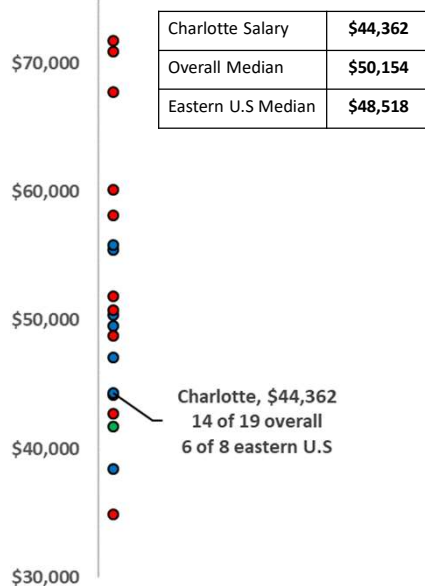 Charlotte Salary $44,362
Overall Median $50,154
Eastern U.S Median $48,518
$70,000
$60,000
$50,000
$40,000
$30,000
Charlotte, $44,362
14 of 19 overall
6 of 8 eastern U.S